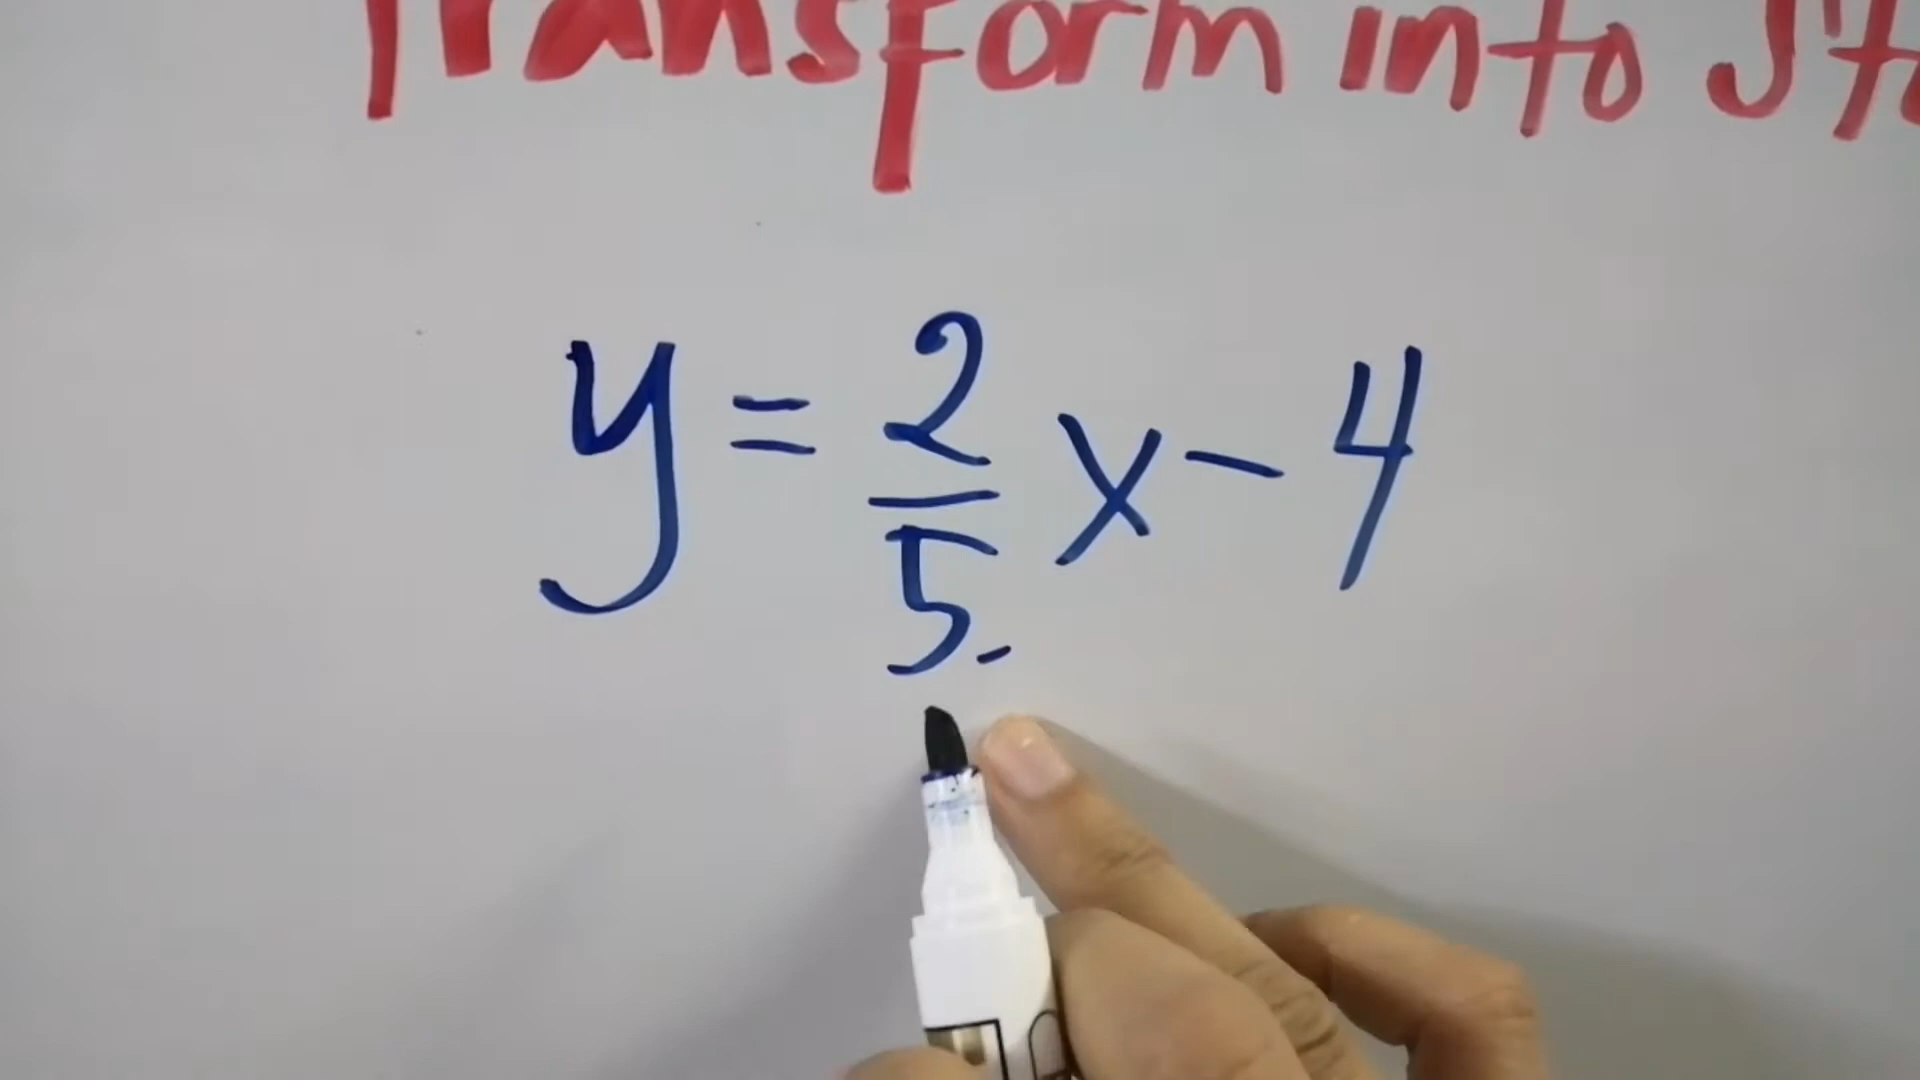 Transform into
y = 2/5 x - 4